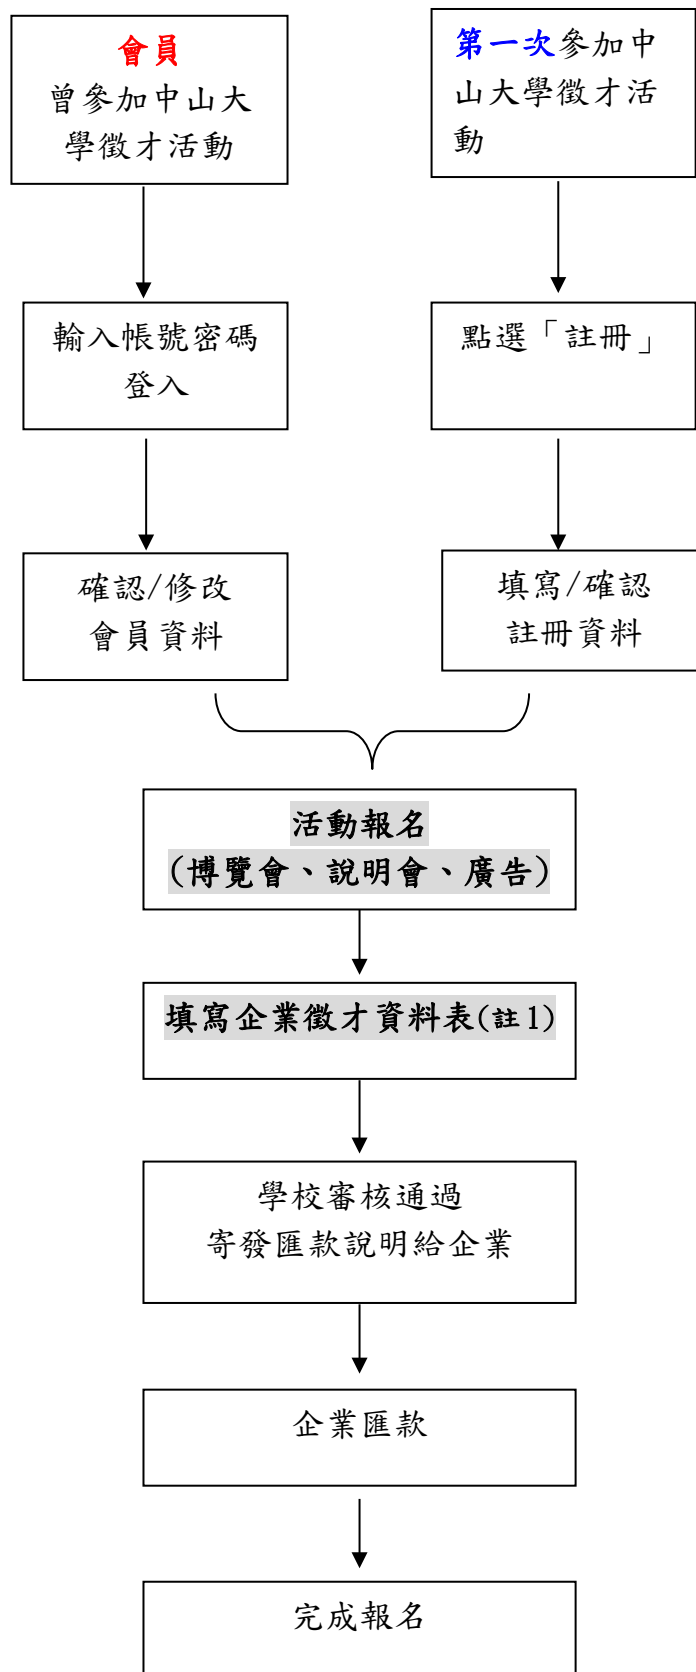 會員
曾參加中山大
學徵才活動
第一次參加中
山大學徵才活
動
輸入帳號密碼
登入
點選「註冊」
確認/修改
會員資料
填寫/確認
註冊資料
活動報名
(博覽會、說明會、廣告)
填寫企業徵才資料表(註1)
學校審核通過
寄發匯款說明給企業
企業匯款
完成報名